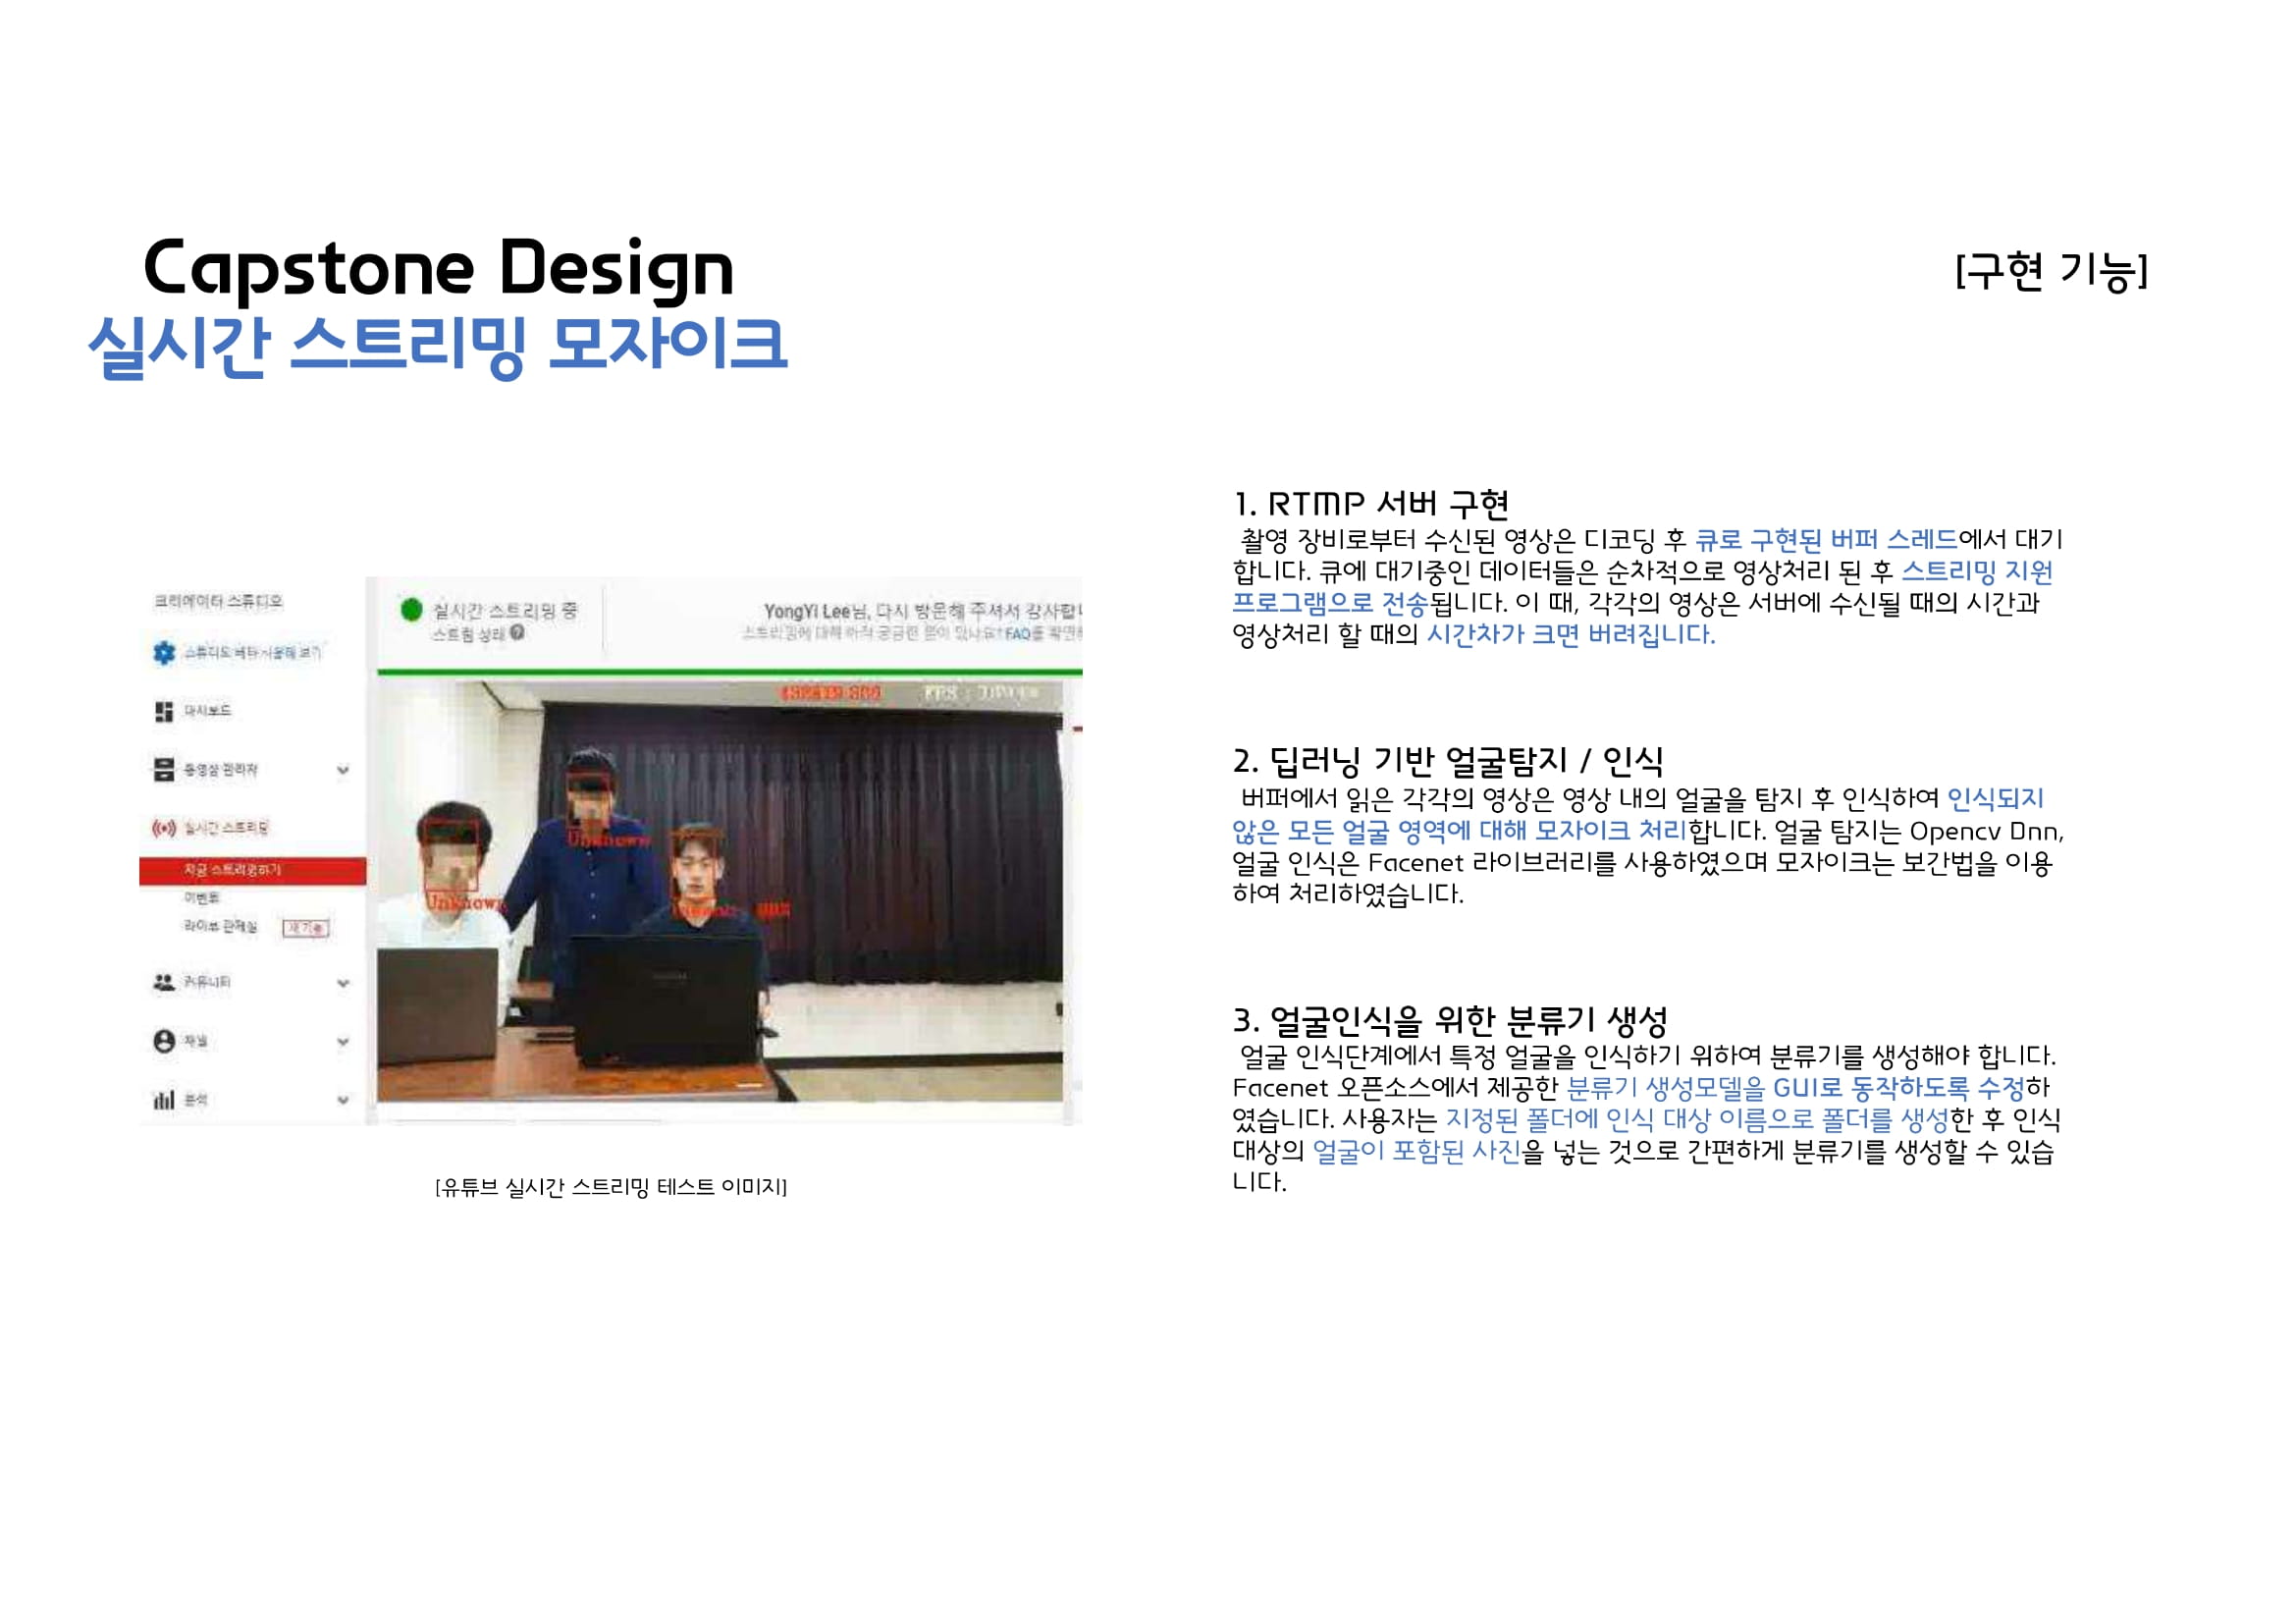 Capstone Design
실시간 스트리밍 모자이크
[구현 기능]
크리에이터 스튜디오
스튜디오 베타 사용해 보기
대시보드
동영상 관리자
실시간 스트리밍
지금 스트리밍하기
이벤트
라이브 관제실
커뮤니티
채널
분석
실시간 스트리밍 중
스트림 상태
YongYi Lee님, 다시 방문해 주셔서 감사합니
FAQ를
Unknown
Unknown
[유튜브 실시간 스트리밍 테스트 이미지]
1. RTMP 서버 구현
촬영 장비로부터 수신된 영상은 디코딩 후 큐로 구현된 버퍼 스레드에서 대기
합니다. 큐에 대기중인 데이터들은 순차적으로 영상처리 된 후 스트리밍 지원
프로그램으로 전송됩니다. 이 때, 각각의 영상은 서버에 수신될 때의 시간과
영상처리 할 때의 시간차가 크면 버려집니다.
2. 딥러닝 기반 얼굴탐지 / 인식
버퍼에서 읽은 각각의 영상은 영상 내의 얼굴을 탐지 후 인식하여 인식되지
않은 모든 얼굴 영역에 대해 모자이크 처리합니다. 얼굴 탐지는 Opencv Dnn,
얼굴 인식은 Facenet 라이브러리를 사용하였으며 모자이크는 보간법을 이용
하여 처리하였습니다.
3. 얼굴인식을 위한 분류기 생성
얼굴 인식단계에서 특정 얼굴을 인식하기 위하여 분류기를 생성해야 합니다.
Facenet 오픈소스에서 제공한 분류기 생성모델을 GUI로 동작하도록 수정하
였습니다. 사용자는 지정된 폴더에 인식 대상 이름으로 폴더를 생성한 후 인식
대상의 얼굴이 포함된 사진을 넣는 것으로 간편하게 분류기를 생성할 수 있습
니다.